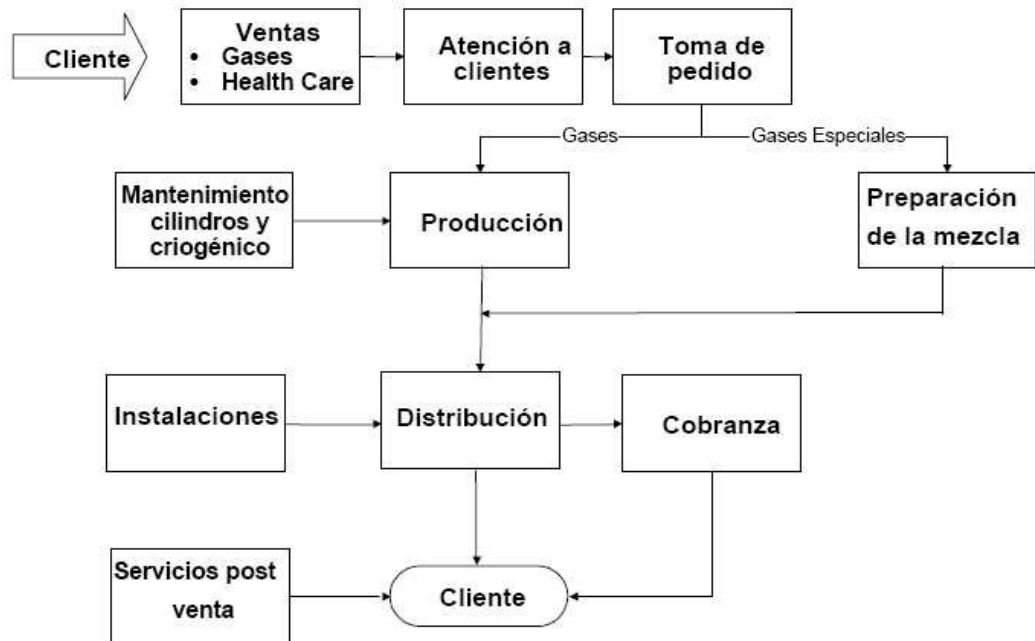 Cliente
Ventas
• Gases
• Health Care
Atención a
clientes
Toma de
pedido
Gases
Gases Especiales
Mantenimiento
cilindros y
criogénico
Producción
Preparación
de la mezcla
Instalaciones
Distribución
Cobranza
Servicios post
venta
Cliente